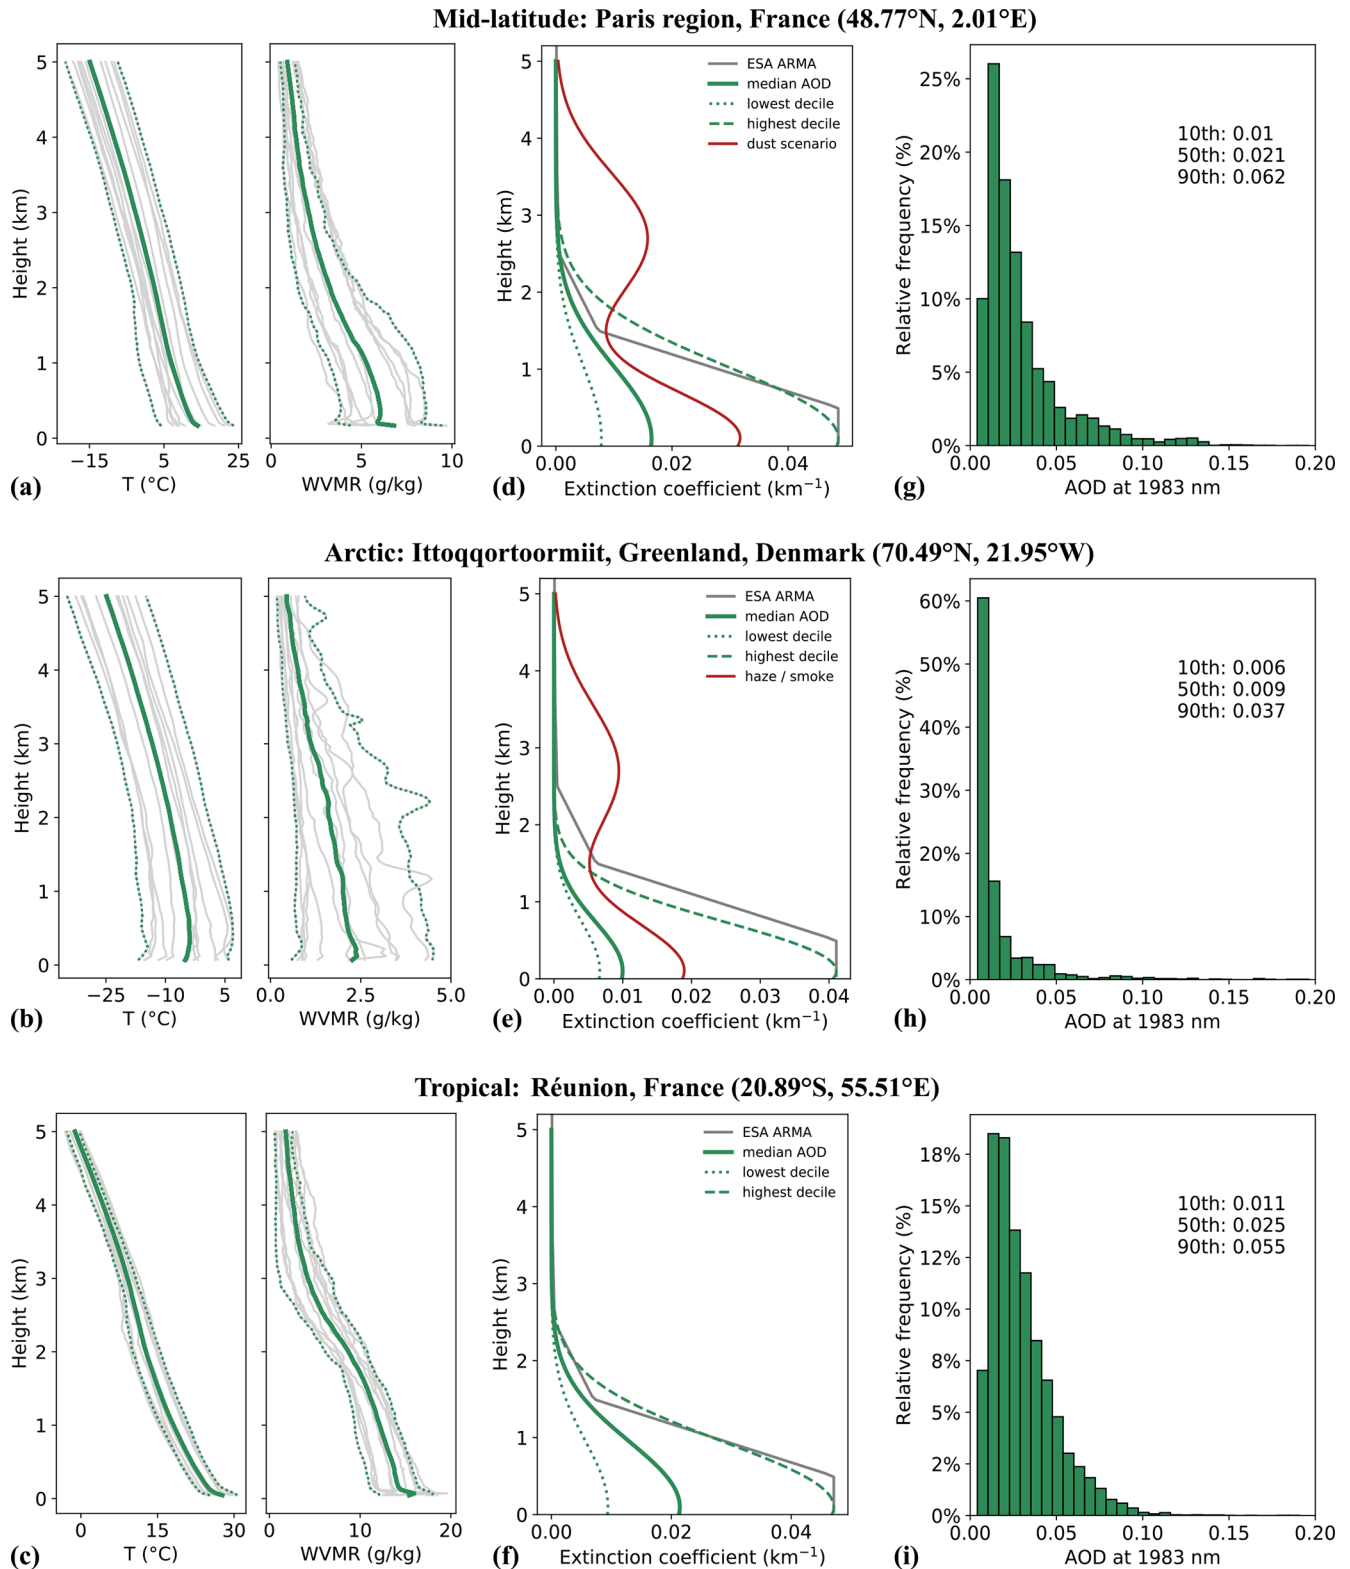 Mid-latitude: Paris region, France (48.77°N, 2.01°E)
5
4
3
2
1
0
Height (km)
−15 5 25
T (°C)
(a)
0 5 10
WVMR (g/kg)
5
4
3
2
1
0
Height (km)
ESA ARMA
median AOD
lowest decile
highest decile
dust scenario
0.00 0.02 0.04
Extinction coefficient (km⁻¹)
(d)
25%
20%
15%
10%
5%
0%
Relative frequency (%)
10th: 0.01
50th: 0.021
90th: 0.062
0.00 0.05 0.10 0.15 0.20
AOD at 1983 nm
(g)
Arctic: Ittoqqortoormiit, Greenland, Denmark (70.49°N, 21.95°W)
5
4
3
2
1
0
Height (km)
−25 −10 5
T (°C)
(b)
0.0 2.5 5.0
WVMR (g/kg)
5
4
3
2
1
0
Height (km)
ESA ARMA
median AOD
lowest decile
highest decile
haze / smoke
0.00 0.01 0.02 0.03 0.04
Extinction coefficient (km⁻¹)
(e)
60%
50%
40%
30%
20%
10%
0%
Relative frequency (%)
10th: 0.006
50th: 0.009
90th: 0.037
0.00 0.05 0.10 0.15 0.20
AOD at 1983 nm
(h)
Tropical: Réunion, France (20.89°S, 55.51°E)
5
4
3
2
1
0
Height (km)
0 15 30
T (°C)
(c)
0 10 20
WVMR (g/kg)
5
4
3
2
1
0
Height (km)
ESA ARMA
median AOD
lowest decile
highest decile
0.00 0.02 0.04
Extinction coefficient (km⁻¹)
(f)
18%
15%
12%
10%
8%
5%
2%
0%
Relative frequency (%)
10th: 0.011
50th: 0.025
90th: 0.055
0.00 0.05 0.10 0.15 0.20
AOD at 1983 nm
(i)